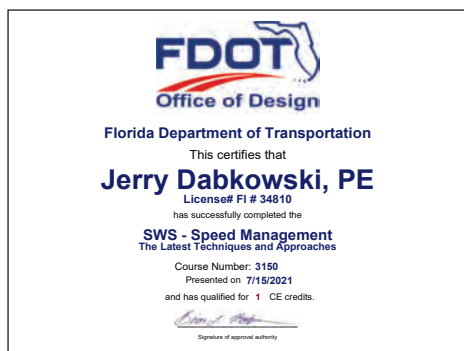 FDOT
Office of Design
Florida Department of Transportation
This certifies that
Jerry Dabkowski, PE
License# Fl # 34810
has successfully completed the
SWS - Speed Management
The Latest Techniques and Approaches
Course Number: 3150
Presented on 7/15/2021
and has qualified for 1 CE credits.
Signature of approval authority